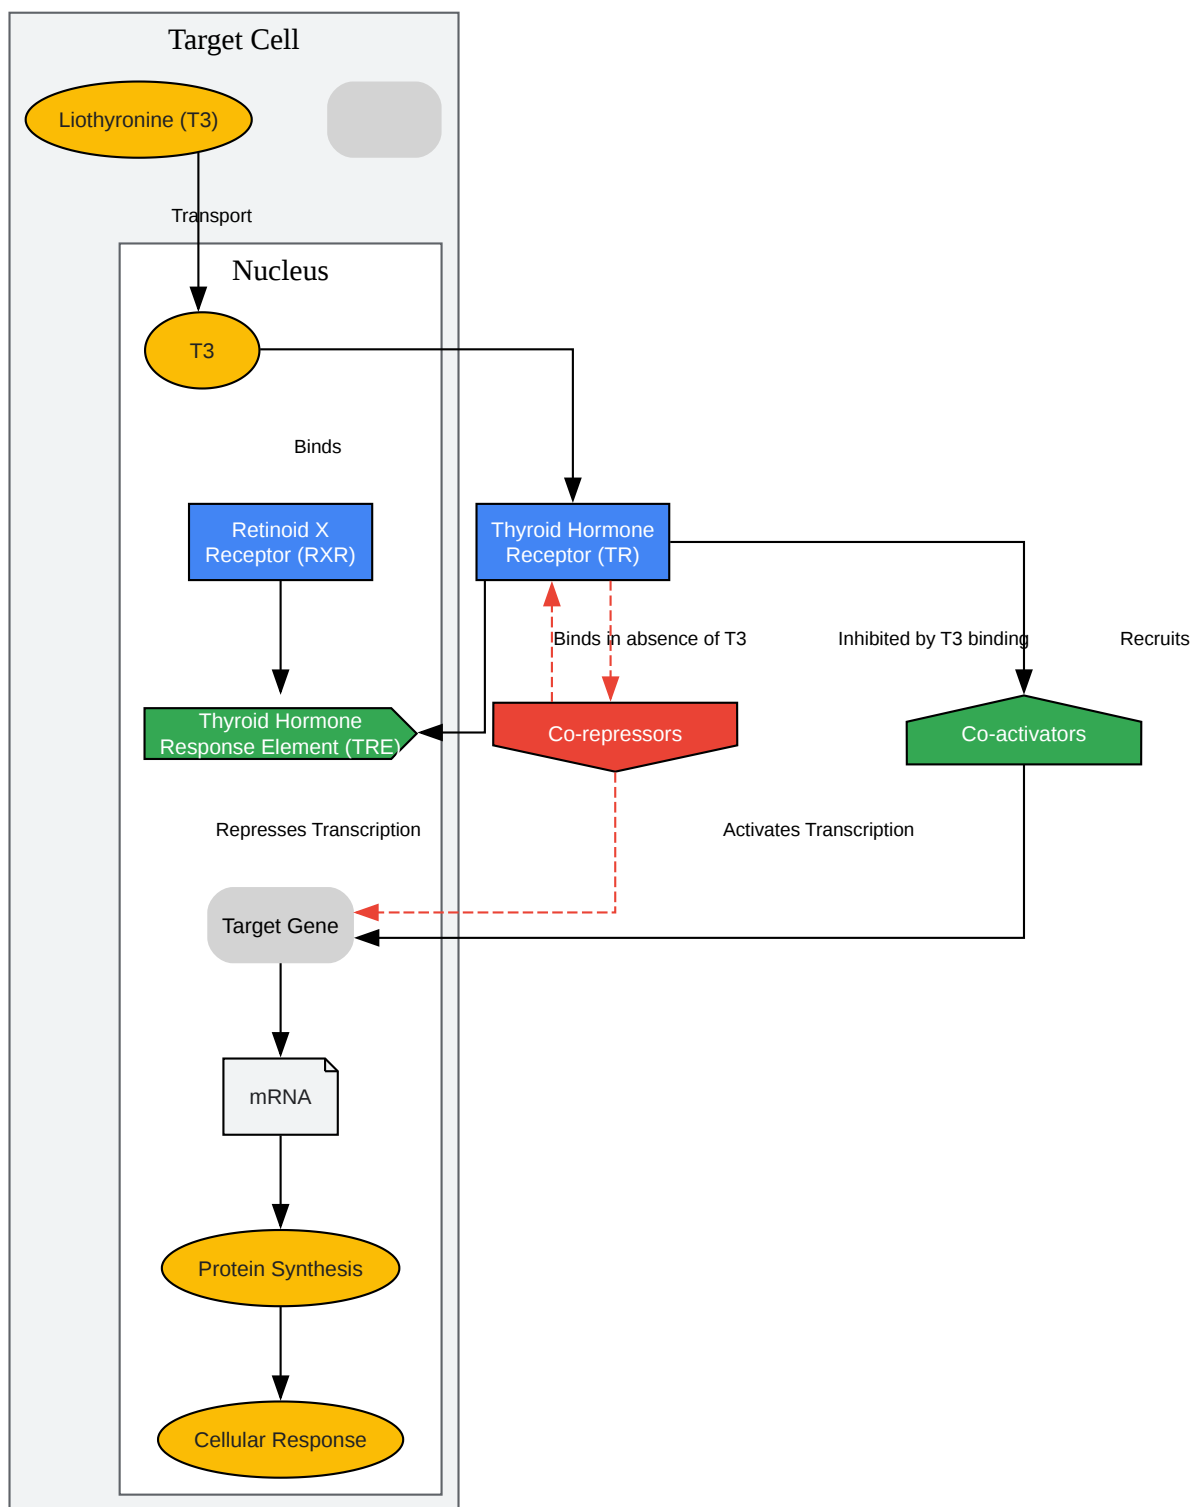 Target Cell
Liothyronine (T3)
Transport
Nucleus
T3
Binds
Retinoid X
Receptor (RXR)
Thyroid Hormone
Receptor (TR)
Binds in absence of T3
Inhibited by T3 binding
Recruits
Thyroid Hormone
Response Element (TRE)
Co-repressors
Co-activators
Represses Transcription
Activates Transcription
Target Gene
mRNA
Protein Synthesis
Cellular Response